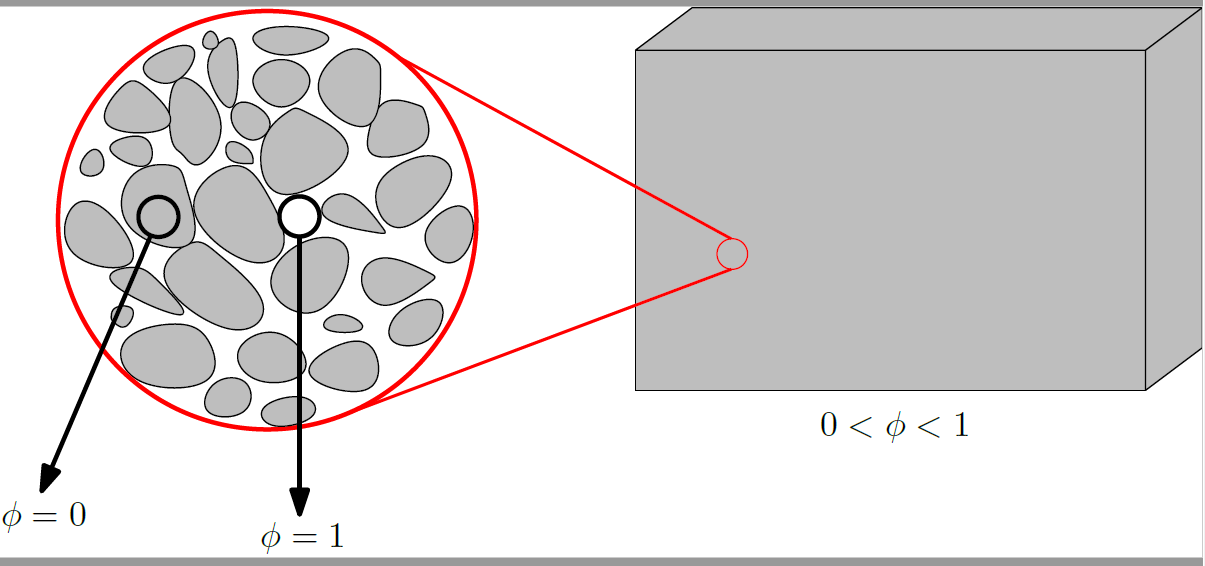 0 < ϕ < 1
ϕ = 0
ϕ = 1